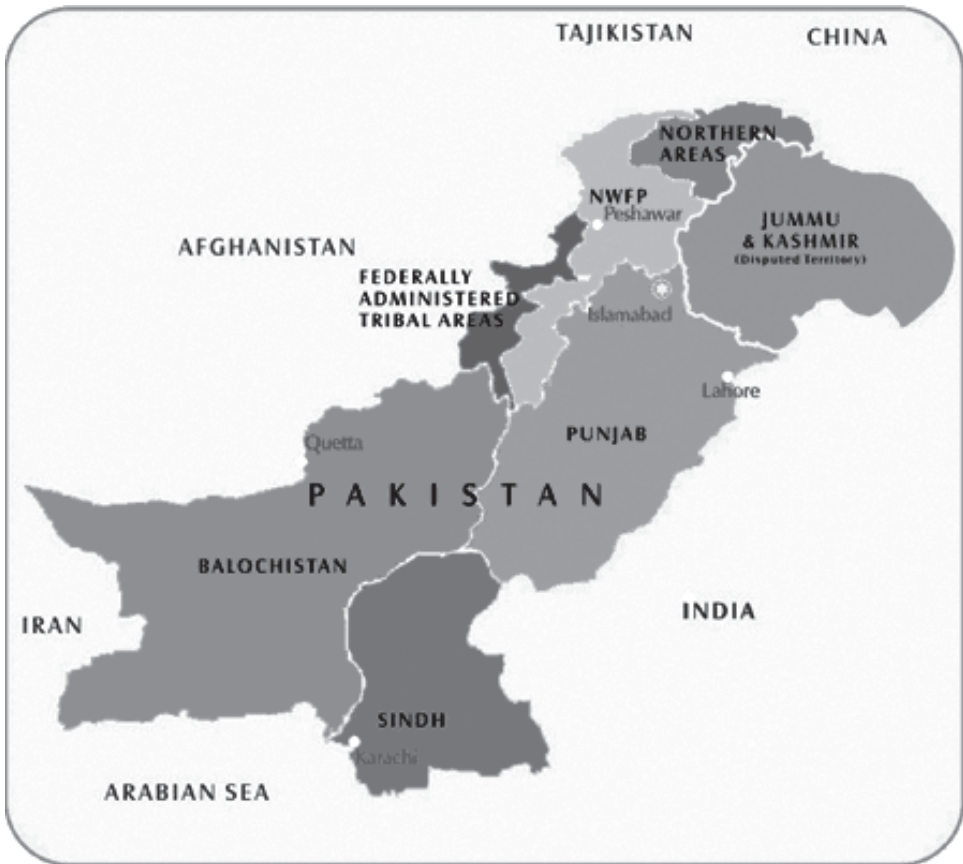 TAJIKISTAN
CHINA
NORTHERN
AREAS
NWFP
Peshawar
JUMMU
& KASHMIR
(Disputed Territory)
AFGHANISTAN
FEDERALLY
ADMINISTERED
TRIBAL AREAS
Islamabad
Lahore
PUNJAB
Quetta
PAKISTAN
BALOCHISTAN
INDIA
IRAN
SINDH
Karachi
ARABIAN SEA